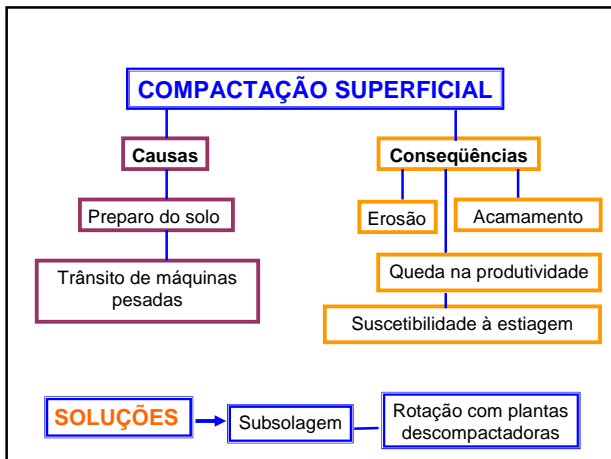 COMPACTAÇÃO SUPERFICIAL
Causas
Conseqüências
Preparo do solo
Erosão
Acamamento
Trânsito de máquinas
pesadas
Queda na produtividade
Suscetibilidade à estiagem
SOLUÇÕES
Subsolagem
Rotação com plantas
descompactadoras